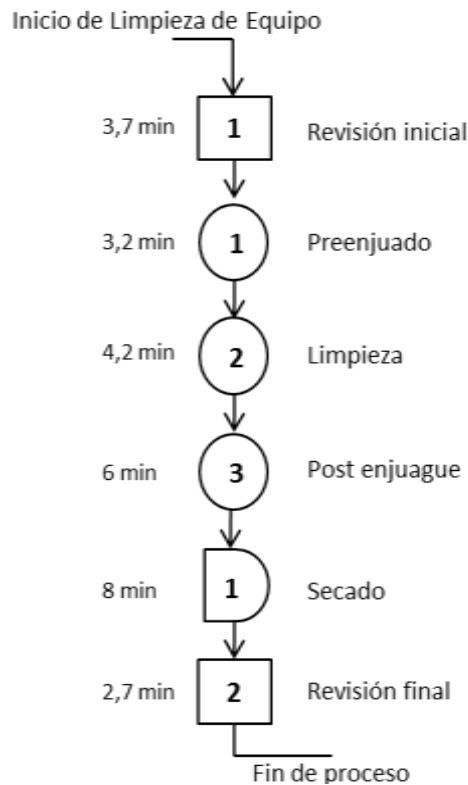 Inicio de Limpieza de Equipo
3,7 min 1 Revisión inicial
3,2 min 1 Preenjuado
4,2 min 2 Limpieza
6 min 3 Post enjuague
8 min 1 Secado
2,7 min 2 Revisión final
Fin de proceso